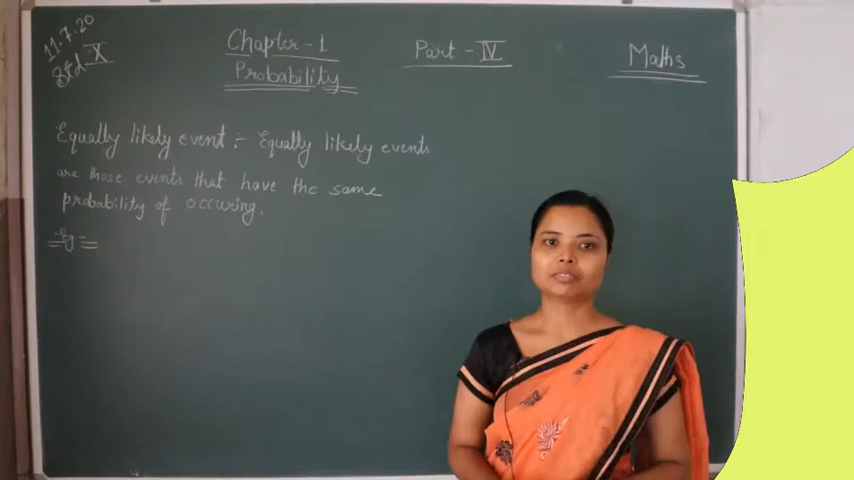 11.7.20
Std X
Chapter - 1
Probability
Part - IV
Maths
Equally likely event :- Equally likely events
are those events that have the same
probability of occuring.
Eg -